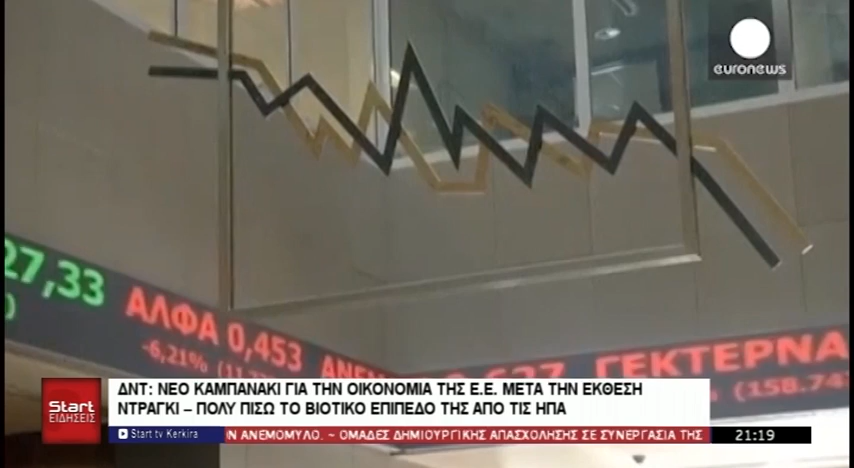 euronews
27,33
ΑΛΦΑ 0,453
-6,21%
ΓΕΚΤΕΡΝΑ
(158.74
Start
ΕΙΔΗΣΕΙΣ
ΔΝΤ: ΝΕΟ ΚΑΜΠΑΝΑΚΙ ΓΙΑ ΤΗΝ ΟΙΚΟΝΟΜΙΑ ΤΗΣ Ε.Ε. ΜΕΤΑ ΤΗΝ ΕΚΘΕΣΗ
ΝΤΡΑΓΚΙ – ΠΟΛΥ ΠΙΣΩ ΤΟ ΒΙΟΤΙΚΟ ΕΠΙΠΕΔΟ ΤΗΣ ΑΠΟ ΤΙΣ ΗΠΑ
Start tv Kerkira
ΑΝΕΜΟΜΥΛΟ. ~ ΟΜΑΔΕΣ ΔΗΜΙΟΥΡΓΙΚΗΣ ΑΠΑΣΧΟΛΗΣΗΣ ΣΕ ΣΥΝΕΡΓΑΣΙΑ ΤΗΣ
21:19